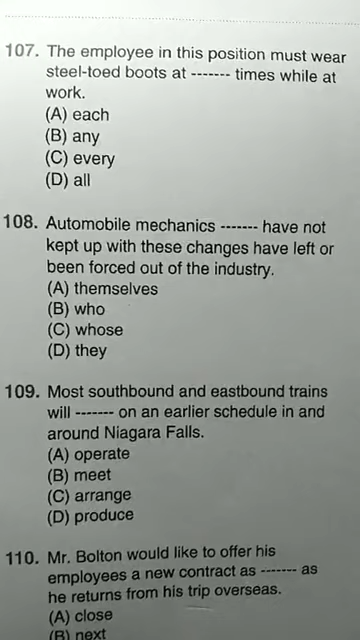 107. The employee in this position must wear
steel-toed boots at ------- times while at
work.
(A) each
(B) any
(C) every
(D) all
108. Automobile mechanics ------- have not
kept up with these changes have left or
been forced out of the industry.
(A) themselves
(B) who
(C) whose
(D) they
109. Most southbound and eastbound trains
will ------- on an earlier schedule in and
around Niagara Falls.
(A) operate
(B) meet
(C) arrange
(D) produce
110. Mr. Bolton would like to offer his
employees a new contract as ------- as
he returns from his trip overseas.
(A) close
(B) next